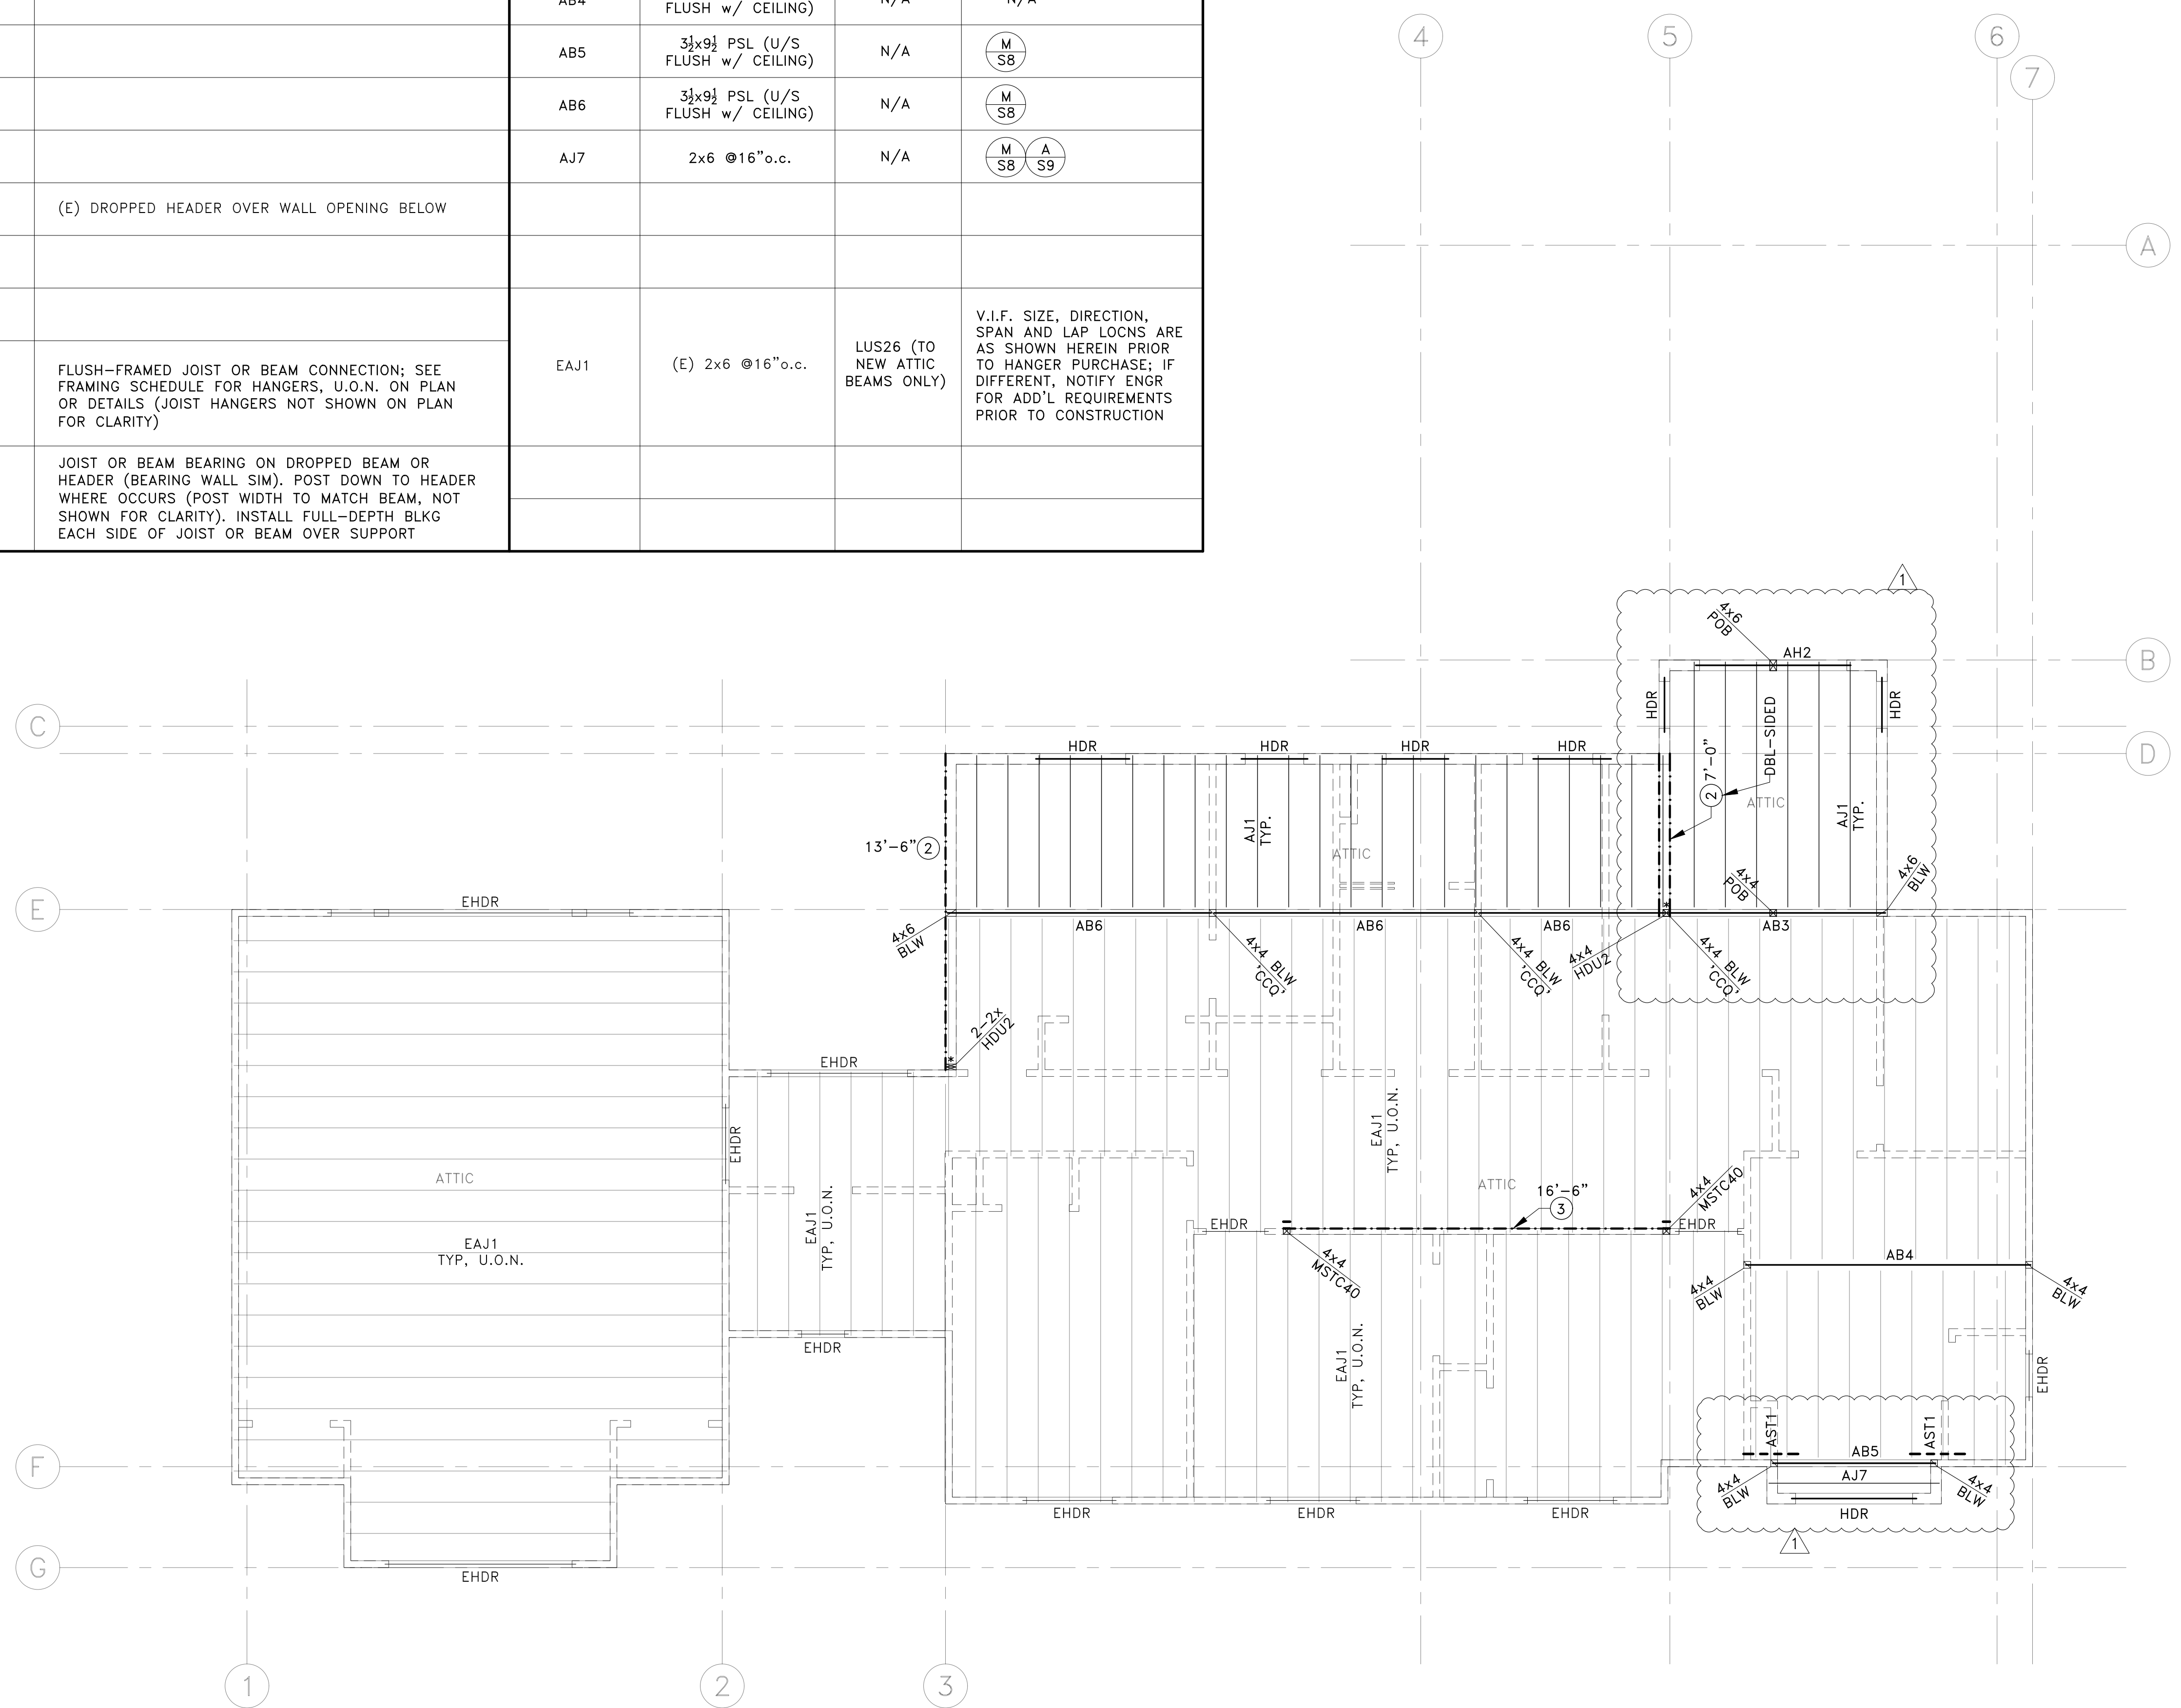 AB4
FLUSH w/ CEILING)
N/A
N/A
AB5
3½x9½ PSL (U/S
FLUSH w/ CEILING)
N/A
M
S8
AB6
3½x9½ PSL (U/S
FLUSH w/ CEILING)
N/A
M
S8
AJ7
2x6 @16"o.c.
N/A
M
S8
A
S9
(E) DROPPED HEADER OVER WALL OPENING BELOW
FLUSH-FRAMED JOIST OR BEAM CONNECTION; SEE
FRAMING SCHEDULE FOR HANGERS, U.O.N. ON PLAN
OR DETAILS (JOIST HANGERS NOT SHOWN ON PLAN
FOR CLARITY)
EAJ1
(E) 2x6 @16"o.c.
LUS26 (TO
NEW ATTIC
BEAMS ONLY)
V.I.F. SIZE, DIRECTION,
SPAN AND LAP LOCNS ARE
AS SHOWN HEREIN PRIOR
TO HANGER PURCHASE; IF
DIFFERENT, NOTIFY ENGR
FOR ADD'L REQUIREMENTS
PRIOR TO CONSTRUCTION
JOIST OR BEAM BEARING ON DROPPED BEAM OR
HEADER (BEARING WALL SIM). POST DOWN TO HEADER
WHERE OCCURS (POST WIDTH TO MATCH BEAM, NOT
SHOWN FOR CLARITY). INSTALL FULL-DEPTH BLKG
EACH SIDE OF JOIST OR BEAM OVER SUPPORT
4
5
6
7
A
B
C
D
E
F
G
1
4x6
POB
AH2
HDR
HDR
DBL-SIDED
2 7'-0"
ATTIC
AJ1
TYP.
4x4
POB
4x6
BLW
AB3
HDR
HDR
HDR
HDR
13'-6" 2
AJ1
TYP.
ATTIC
4x6
BLW
AB6
AB6
AB6
4x4 BLW
'CCQ'
4x4 BLW
'CCQ'
4x4
HDU2
*
4x4 BLW
'CCQ'
EHDR
*
2-2x
HDU2
EHDR
EHDR
ATTIC
EAJ1
TYP, U.O.N.
EAJ1
TYP, U.O.N.
EAJ1
TYP, U.O.N.
ATTIC
16'-6"
3
4x4
MSTC40
EHDR
EHDR
4x4
MSTC40
AB4
4x4
BLW
4x4
BLW
EHDR
EAJ1
TYP, U.O.N.
EHDR
AST1
AST1
AB5
AJ7
4x4
BLW
4x4
BLW
HDR
1
EHDR
EHDR
EHDR
EHDR
1
2
3